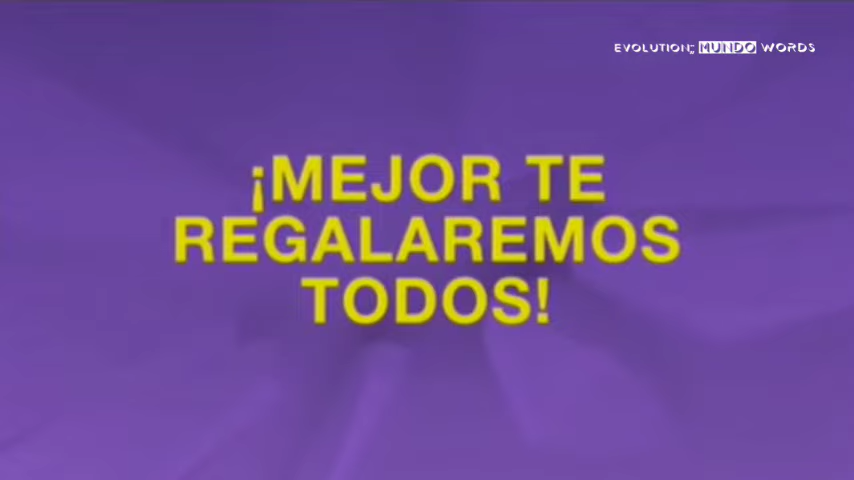 EVOLUTION; MUNDO WORDS
¡MEJOR TE
REGALAREMOS
TODOS!